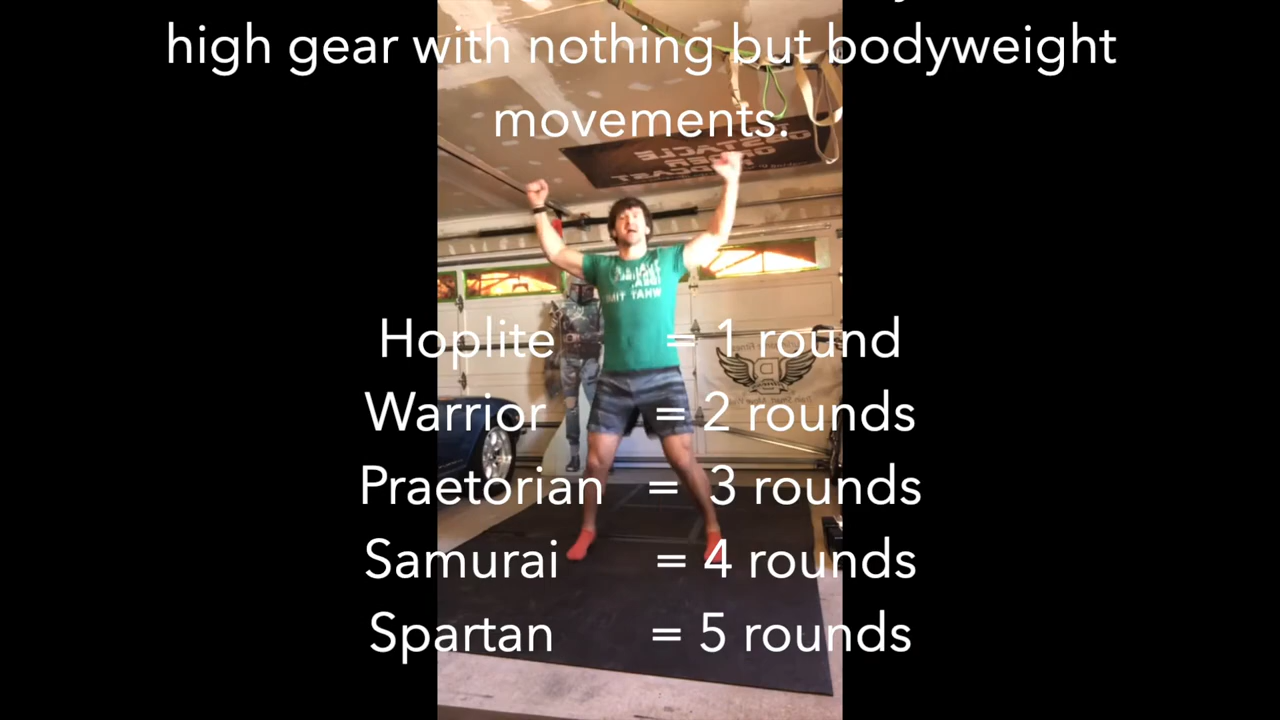 high gear with nothing but bodyweight
movements.
OBSTACLE
Hoplite = 1 round
Warrior = 2 rounds
Praetorian = 3 rounds
Samurai = 4 rounds
Spartan = 5 rounds